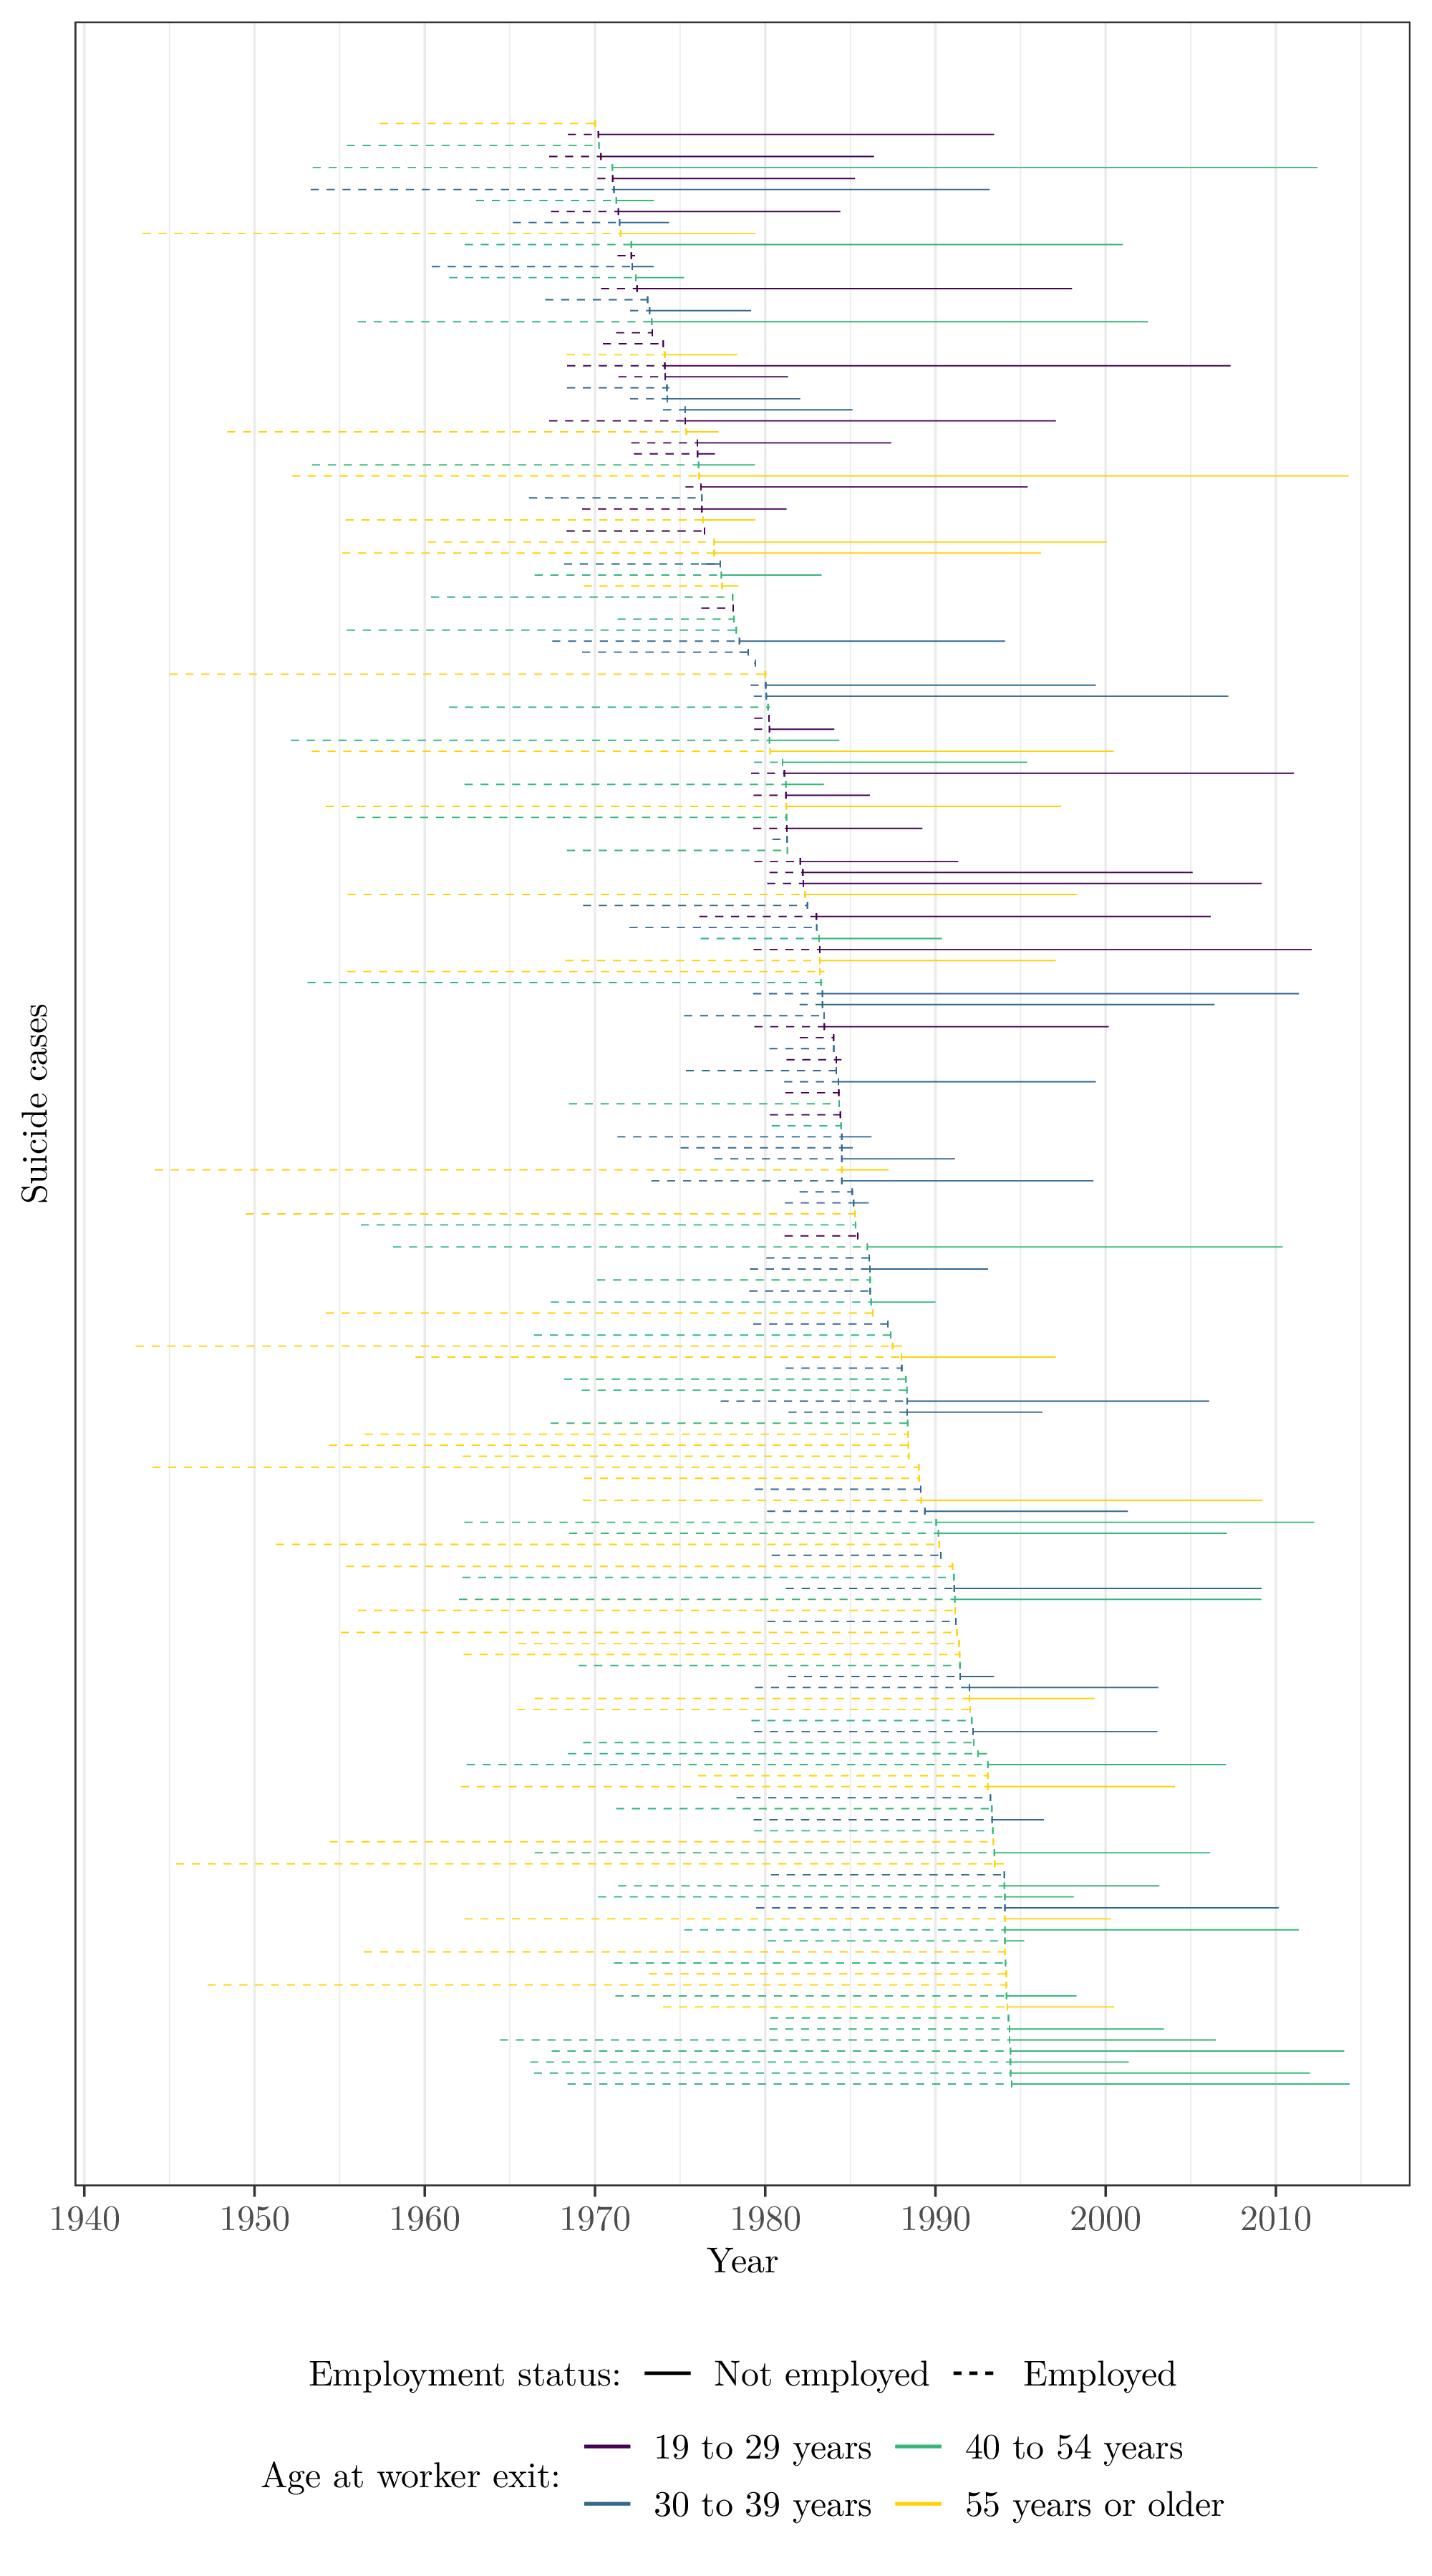 Suicide cases
1940 1950 1960 1970 1980 1990 2000 2010
Year
Employment status: Not employed Employed
Age at worker exit:
19 to 29 years 40 to 54 years
30 to 39 years 55 years or older